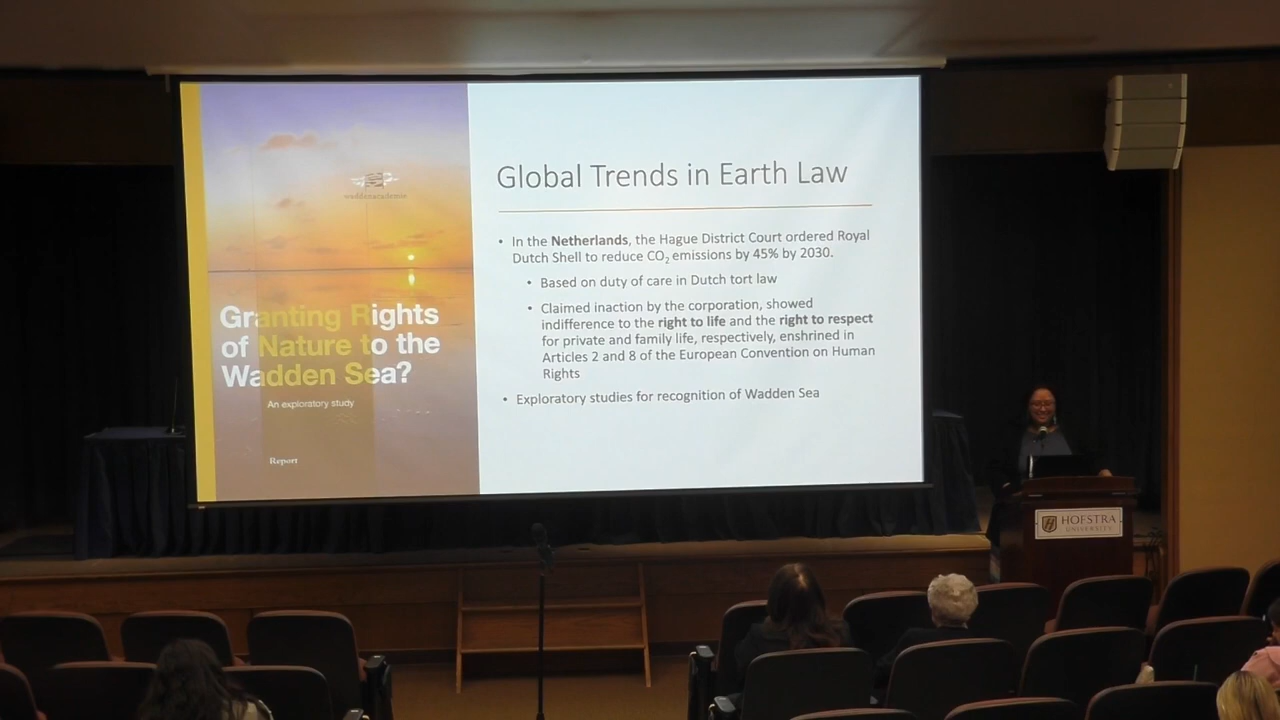 waddenacademie
Granting Rights
of Nature to the
Wadden Sea?
An exploratory study
Report
Global Trends in Earth Law
• In the Netherlands, the Hague District Court ordered Royal
Dutch Shell to reduce CO₂ emissions by 45% by 2030.
• Based on duty of care in Dutch tort law
• Claimed inaction by the corporation, showed
indifference to the right to life and the right to respect
for private and family life, respectively, enshrined in
Articles 2 and 8 of the European Convention on Human
Rights
• Exploratory studies for recognition of Wadden Sea
HOFSTRA
UNIVERSITY